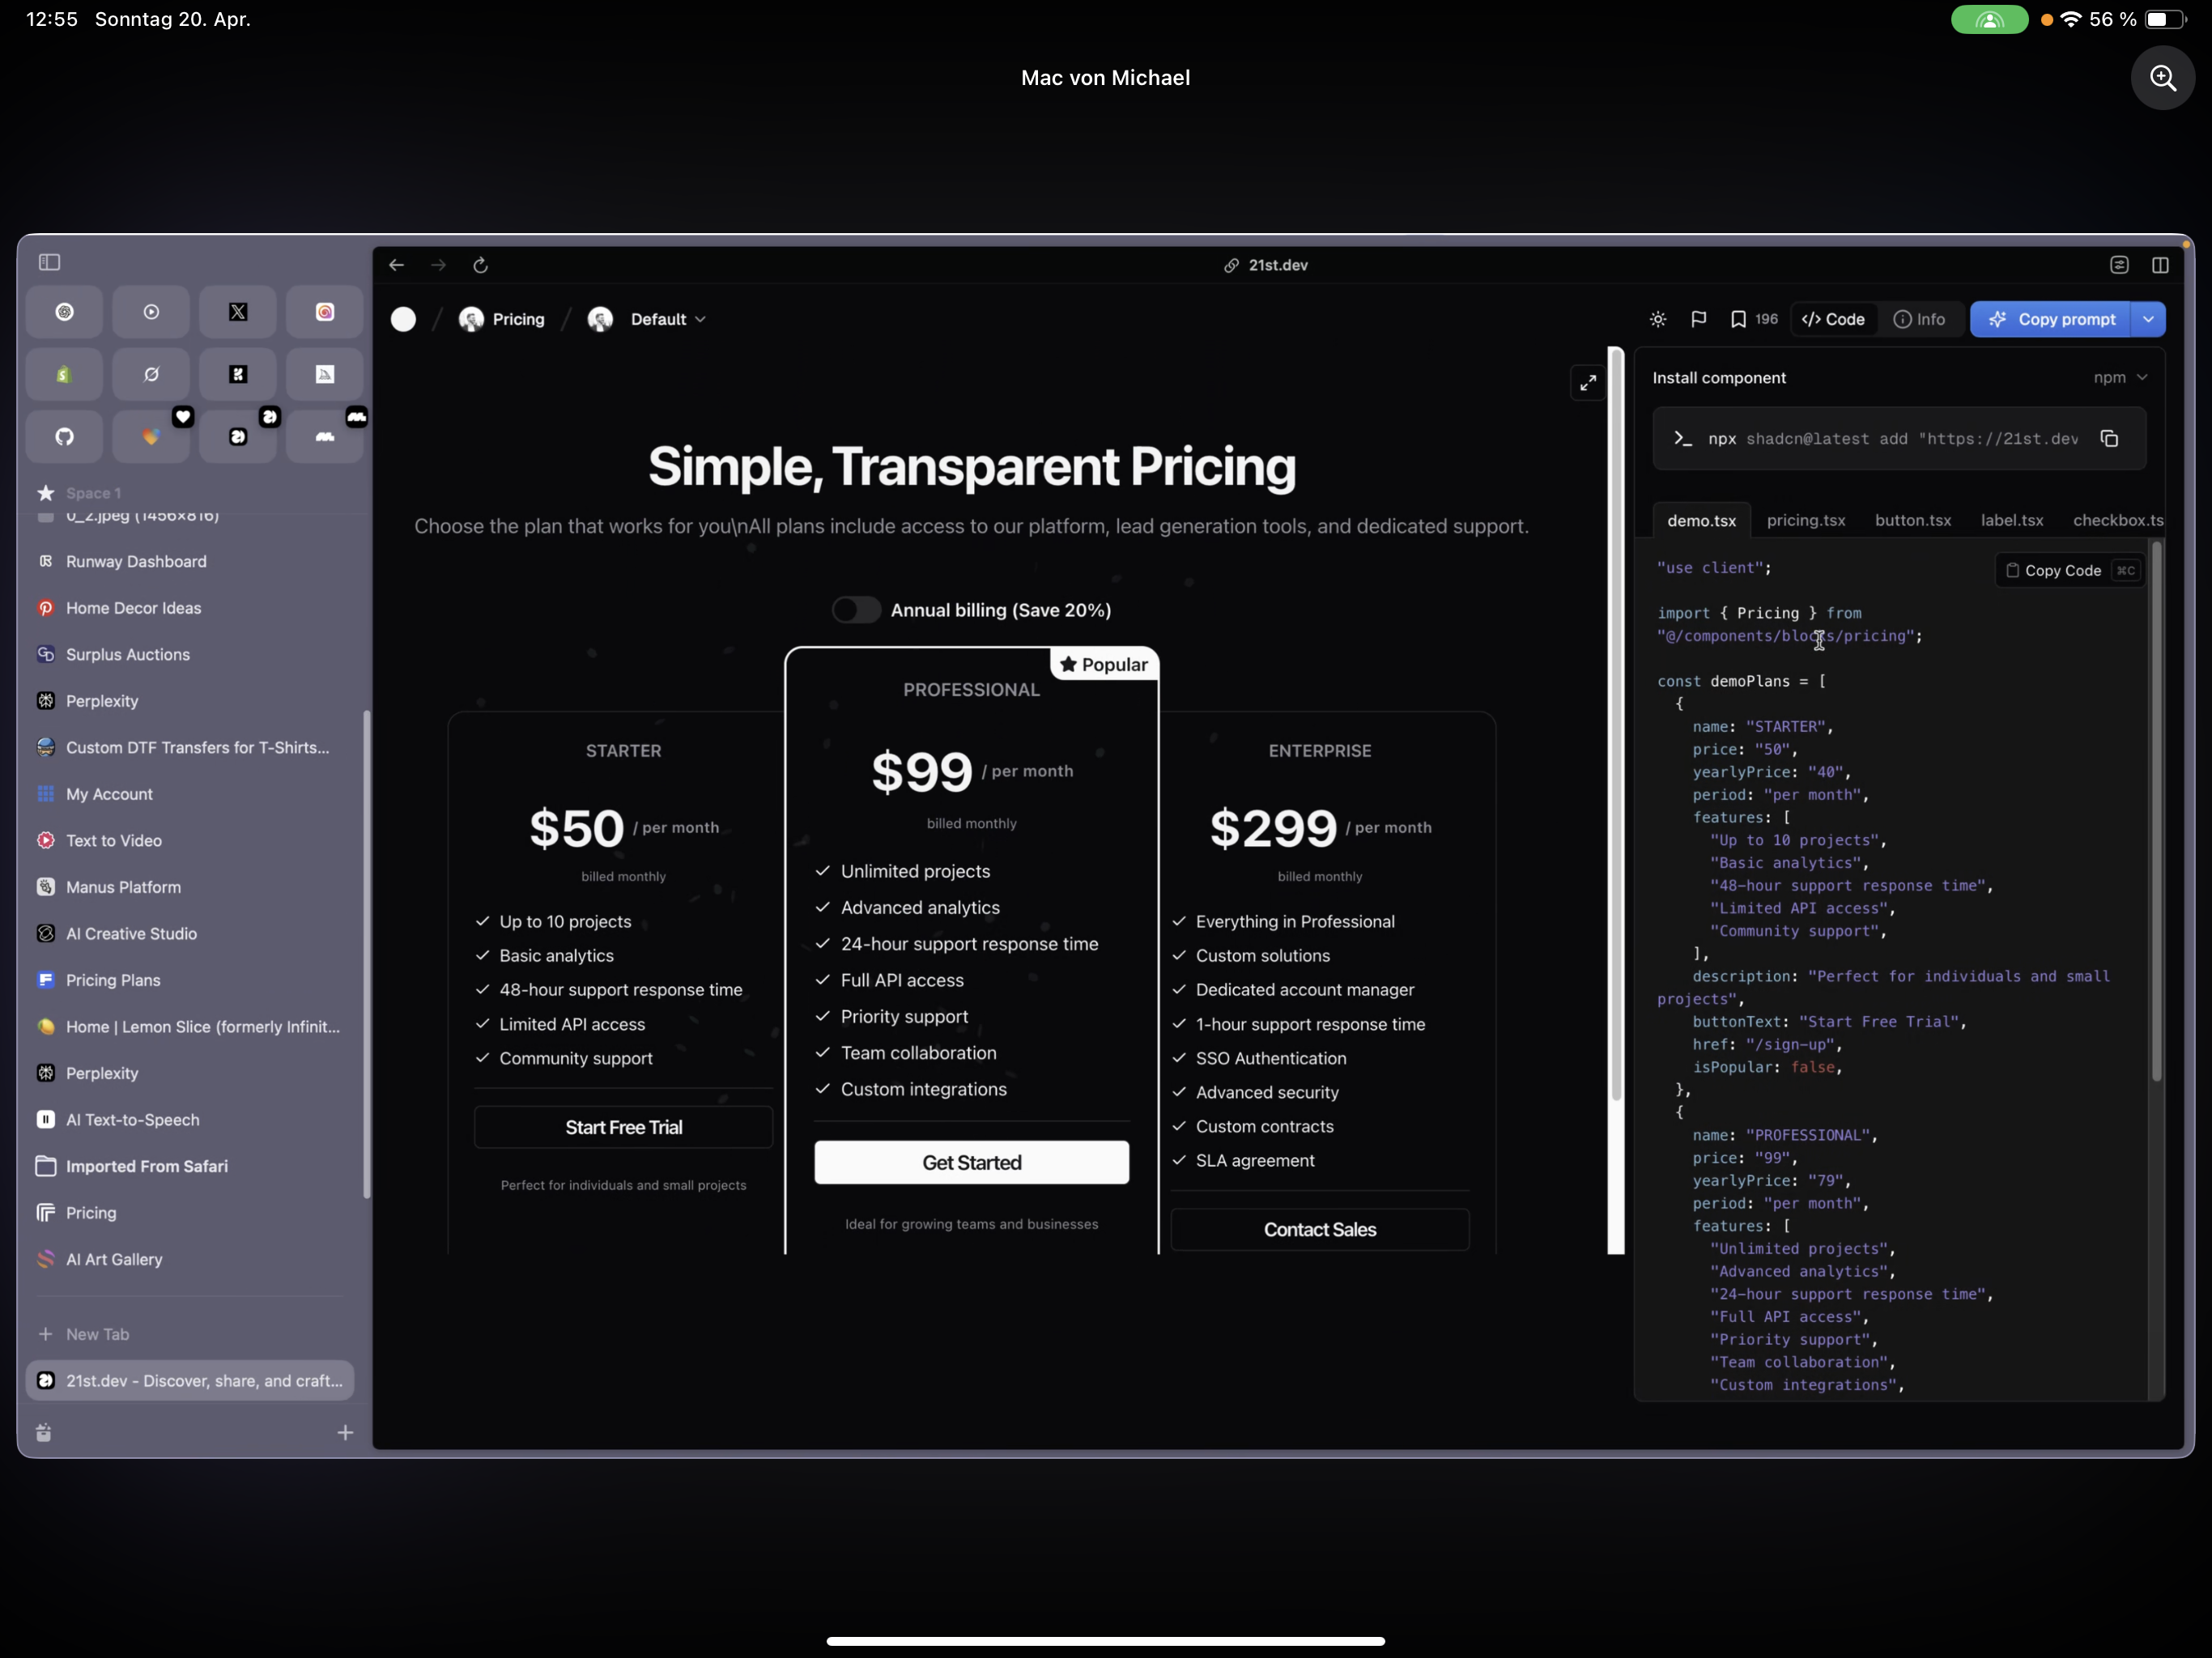 12:55 Sonntag 20. Apr.
56 %
Mac von Michael
21st.dev
Space 1
0_2.jpeg (1456×816)
Runway Dashboard
Home Decor Ideas
Surplus Auctions
Perplexity
Custom DTF Transfers for T-Shirts...
My Account
Text to Video
Manus Platform
AI Creative Studio
Pricing Plans
Home | Lemon Slice (formerly Infinit...
Perplexity
AI Text-to-Speech
Imported From Safari
Pricing
AI Art Gallery
New Tab
21st.dev - Discover, share, and craft...
/ Pricing / Default
196 </> Code Info Copy prompt
Simple, Transparent Pricing
Choose the plan that works for you\nAll plans include access to our platform, lead generation tools, and dedicated support.
Annual billing (Save 20%)
STARTER
$50 / per month
billed monthly
Up to 10 projects
Basic analytics
48-hour support response time
Limited API access
Community support
Start Free Trial
Perfect for individuals and small projects
Popular
PROFESSIONAL
$99 / per month
billed monthly
Unlimited projects
Advanced analytics
24-hour support response time
Full API access
Priority support
Team collaboration
Custom integrations
Get Started
Ideal for growing teams and businesses
ENTERPRISE
$299 / per month
billed monthly
Everything in Professional
Custom solutions
Dedicated account manager
1-hour support response time
SSO Authentication
Advanced security
Custom contracts
SLA agreement
Contact Sales
Install component npm
npx shadcn@latest add "https://21st.dev
demo.tsx pricing.tsx button.tsx label.tsx checkbox.ts
Copy Code ⌘C
"use client";
import { Pricing } from
"@/components/blocks/pricing";
const demoPlans = [
{
name: "STARTER",
price: "50",
yearlyPrice: "40",
period: "per month",
features: [
"Up to 10 projects",
"Basic analytics",
"48-hour support response time",
"Limited API access",
"Community support",
],
description: "Perfect for individuals and small
projects",
buttonText: "Start Free Trial",
href: "/sign-up",
isPopular: false,
},
{
name: "PROFESSIONAL",
price: "99",
yearlyPrice: "79",
period: "per month",
features: [
"Unlimited projects",
"Advanced analytics",
"24-hour support response time",
"Full API access",
"Priority support",
"Team collaboration",
"Custom integrations",